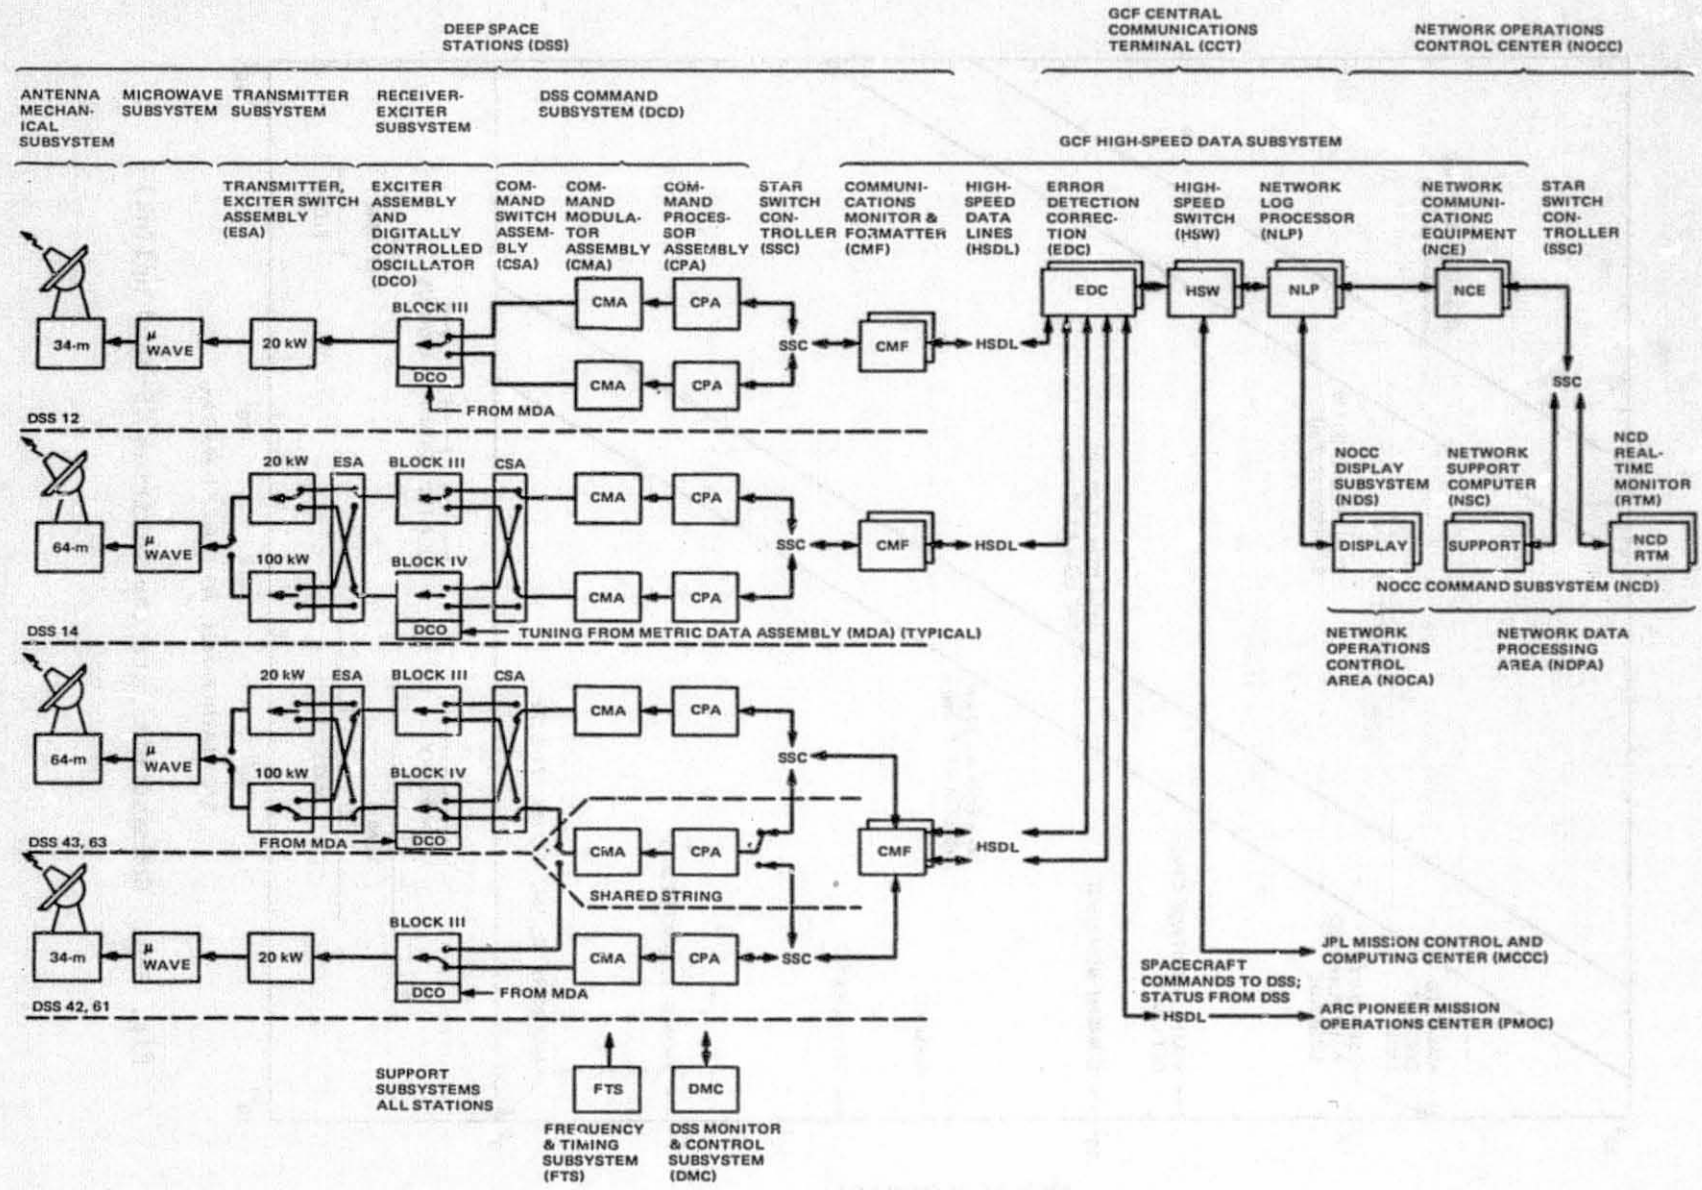 DEEP SPACE
STATIONS (DSS)
GCF CENTRAL
COMMUNICATIONS
TERMINAL (CCT)
NETWORK OPERATIONS
CONTROL CENTER (NOCC)
ANTENNA
MECHAN-
ICAL
SUBSYSTEM
MICROWAVE
SUBSYSTEM
TRANSMITTER
SUBSYSTEM
RECEIVER-
EXCITER
SUBSYSTEM
DSS COMMAND
SUBSYSTEM (DCD)
GCF HIGH-SPEED DATA SUBSYSTEM
TRANSMITTER,
EXCITER SWITCH
ASSEMBLY
(ESA)
EXCITER
ASSEMBLY
AND
DIGITALLY
CONTROLLED
OSCILLATOR
(DCO)
COM-
MAND
SWITCH
ASSEM-
BLY
(CSA)
COM-
MAND
MODULA-
TOR
ASSEMBLY
(CMA)
COM-
MAND
PROCES-
SOR
ASSEMBLY
(CPA)
STAR
SWITCH
CON-
TROLLER
(SSC)
COMMUNI-
CATIONS
MONITOR &
FORMATTER
(CMF)
HIGH-
SPEED
DATA
LINES
(HSDL)
ERROR
DETECTION
CORREC-
TION
(EDC)
HIGH-
SPEED
SWITCH
(HSW)
NETWORK
LOG
PROCESSOR
(NLP)
NETWORK
COMMUNI-
CATIONS
EQUIPMENT
(NCE)
STAR
SWITCH
CON-
TROLLER
(SSC)
BLOCK III
CMA
CPA
EDC
HSW
NLP
NCE
34-m
μ
WAVE
20 kW
SSC
CMF
HSDL
DCO
CMA
CPA
SSC
FROM MDA
DSS 12
20 kW
ESA
BLOCK III
CSA
CMA
CPA
NOCC
DISPLAY
SUBSYSTEM
(NDS)
NETWORK
SUPPORT
COMPUTER
(NSC)
NCD
REAL-
TIME
MONITOR
(RTM)
64-m
μ
WAVE
100 kW
BLOCK IV
SSC
CMF
HSDL
DISPLAY
SUPPORT
NCD
RTM
CMA
CPA
NOCC COMMAND SUBSYSTEM (NCD)
DSS 14
DCO
TUNING FROM METRIC DATA ASSEMBLY (MDA) (TYPICAL)
NETWORK
OPERATIONS
CONTROL
AREA (NOCA)
NETWORK DATA
PROCESSING
AREA (NDPA)
20 kW
ESA
BLOCK III
CSA
CMA
CPA
64-m
μ
WAVE
100 kW
BLOCK IV
SSC
DSS 43, 63
FROM MDA
DCO
CMA
CPA
CMF
HSDL
SHARED STRING
BLOCK III
34-m
μ
WAVE
20 kW
CMA
CPA
SSC
DCO
FROM MDA
DSS 42, 61
SPACECRAFT
COMMANDS TO DSS;
STATUS FROM DSS
JPL MISSION CONTROL AND
COMPUTING CENTER (MCCC)
HSDL
ARC PIONEER MISSION
OPERATIONS CENTER (PMOC)
SUPPORT
SUBSYSTEMS
ALL STATIONS
FTS
DMC
FREQUENCY
& TIMING
SUBSYSTEM
(FTS)
DSS MONITOR
& CONTROL
SUBSYSTEM
(DMC)